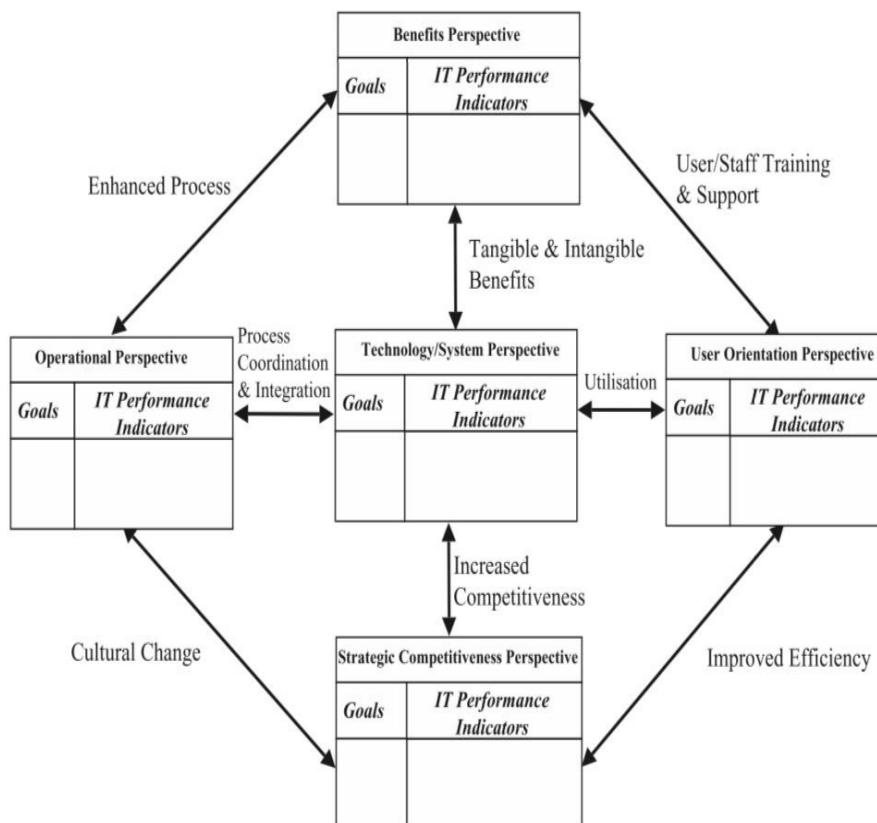 Benefits Perspective
Goals
IT Performance
Indicators
Enhanced Process
User/Staff Training
& Support
Tangible & Intangible
Benefits
Operational Perspective
Goals
IT Performance
Indicators
Process
Coordination
& Integration
Technology/System Perspective
Goals
IT Performance
Indicators
Utilisation
User Orientation Perspective
Goals
IT Performance
Indicators
Increased
Competitiveness
Cultural Change
Improved Efficiency
Strategic Competitiveness Perspective
Goals
IT Performance
Indicators